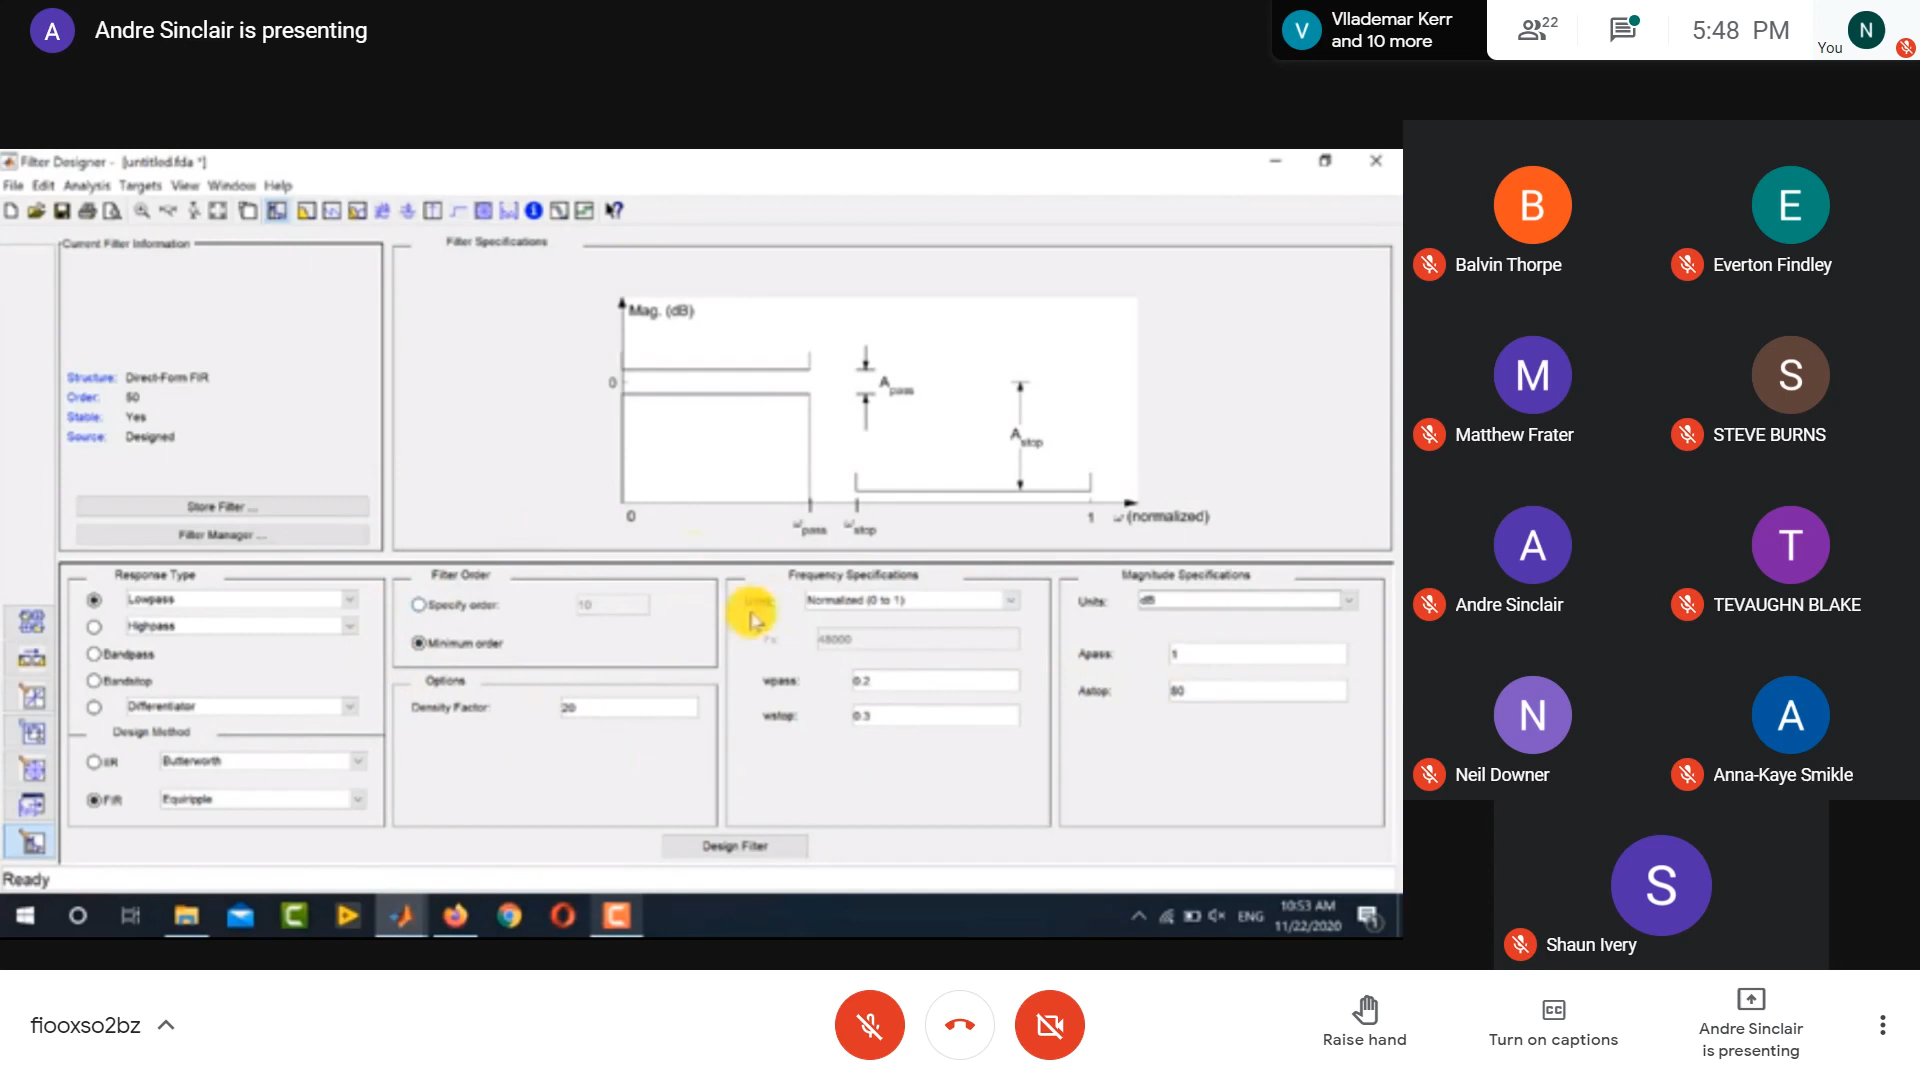 A
Andre Sinclair is presenting
V
Vlademar Kerr
and 10 more
22
5:48 PM
You
N
Filter Designer - [untitled.fda *]
File Edit Analysis Targets View Window Help
Current Filter Information
Structure: Direct-Form FIR
Order: 50
Stable: Yes
Source: Designed
Store Filter ...
Filter Manager ...
Filter Specifications
Mag. (dB)
0
A pass
A stop
0
ω pass
ω stop
1
ω (normalized)
Response Type
Lowpass
Highpass
Bandpass
Bandstop
Differentiator
Design Method
IIR
Butterworth
FIR
Equiripple
Filter Order
Specify order: 10
Minimum order
Options
Density Factor: 20
Frequency Specifications
Units: Normalized (0 to 1)
Fs: 48000
wpass: 0.2
wstop: 0.3
Magnitude Specifications
Units: dB
Apass: 1
Astop: 80
Design Filter
Ready
ENG
10:53 AM
11/22/2020
1
B
Balvin Thorpe
E
Everton Findley
M
Matthew Frater
S
STEVE BURNS
A
Andre Sinclair
T
TEVAUGHN BLAKE
N
Neil Downer
A
Anna-Kaye Smikle
S
Shaun Ivery
fiooxso2bz
Raise hand
CC
Turn on captions
Andre Sinclair
is presenting